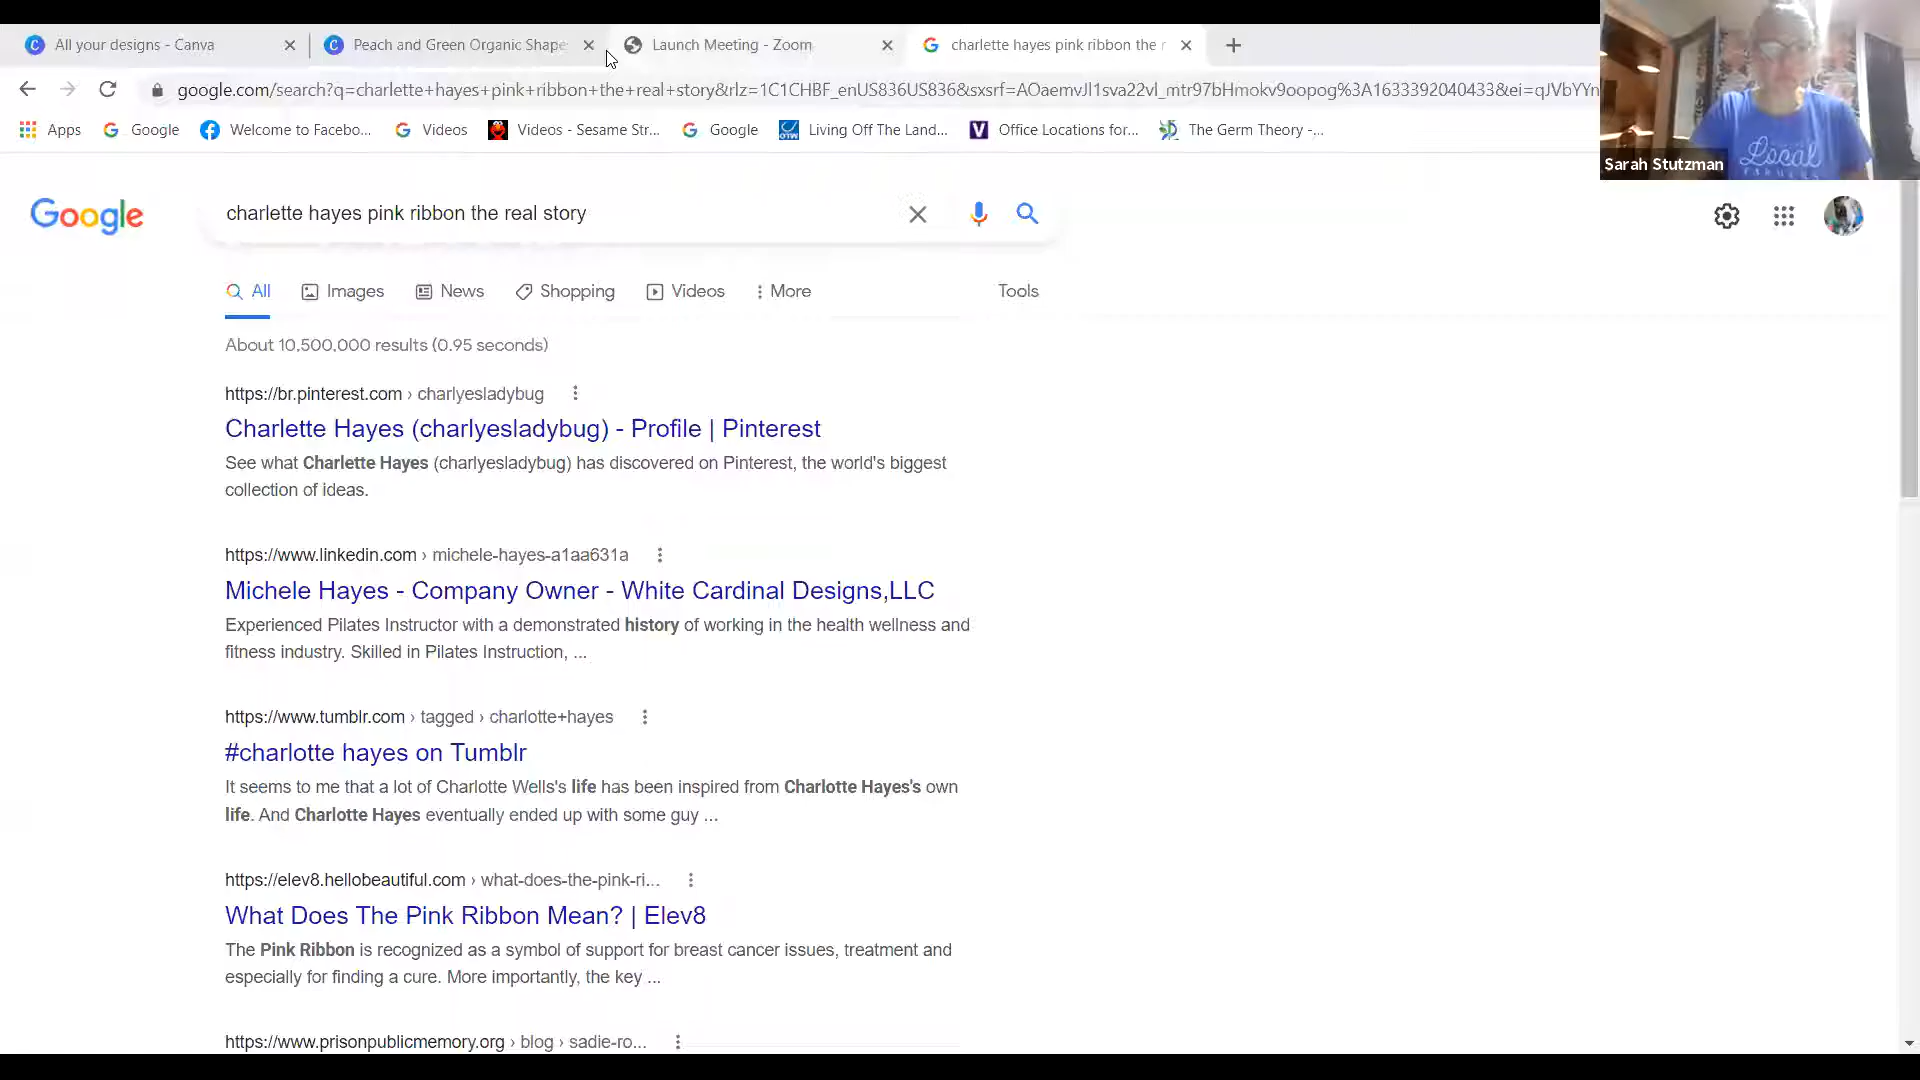 All your designs - Canva
Peach and Green Organic Shape
Launch Meeting - Zoom
charlette hayes pink ribbon the r
google.com/search?q=charlette+hayes+pink+ribbon+the+real+story&rlz=1C1CHBF_enUS836US836&sxsrf=AOaemvJl1sva22vl_mtr97bHmokv9oopog%3A1633392040433&ei=qJVbYYn
Apps
Google
Welcome to Facebo...
Videos
Videos - Sesame Str...
Google
Living Off The Land...
Office Locations for...
The Germ Theory -...
Local
Sarah Stutzman
Google
charlette hayes pink ribbon the real story
All
Images
News
Shopping
Videos
More
Tools
About 10,500,000 results (0.95 seconds)
https://br.pinterest.com › charlyesladybug
Charlette Hayes (charlyesladybug) - Profile | Pinterest
See what Charlette Hayes (charlyesladybug) has discovered on Pinterest, the world's biggest
collection of ideas.
https://www.linkedin.com › michele-hayes-a1aa631a
Michele Hayes - Company Owner - White Cardinal Designs,LLC
Experienced Pilates Instructor with a demonstrated history of working in the health wellness and
fitness industry. Skilled in Pilates Instruction, ...
https://www.tumblr.com › tagged › charlotte+hayes
#charlotte hayes on Tumblr
It seems to me that a lot of Charlotte Wells's life has been inspired from Charlotte Hayes's own
life. And Charlotte Hayes eventually ended up with some guy ...
https://elev8.hellobeautiful.com › what-does-the-pink-ri...
What Does The Pink Ribbon Mean? | Elev8
The Pink Ribbon is recognized as a symbol of support for breast cancer issues, treatment and
especially for finding a cure. More importantly, the key ...
https://www.prisonpublicmemory.org › blog › sadie-ro...